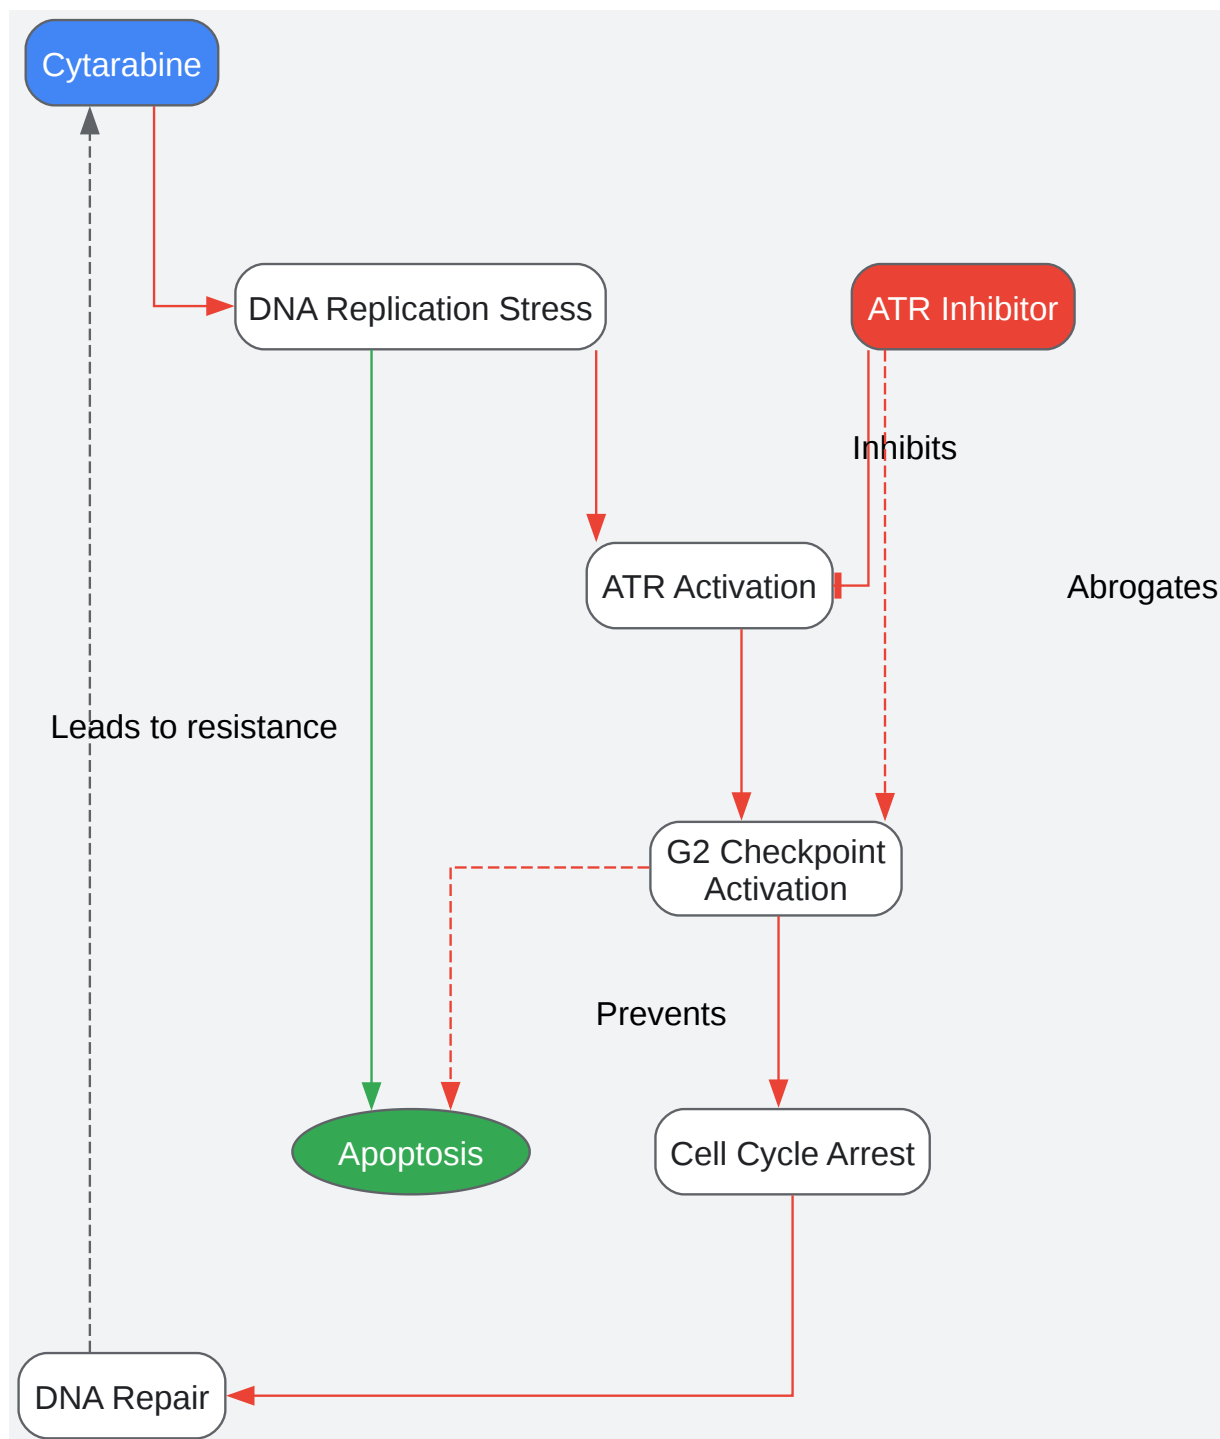 Cytarabine
DNA Replication Stress
ATR Inhibitor
Inhibits
ATR Activation
Abrogates
Leads to resistance
G2 Checkpoint
Activation
Prevents
Apoptosis
Cell Cycle Arrest
DNA Repair